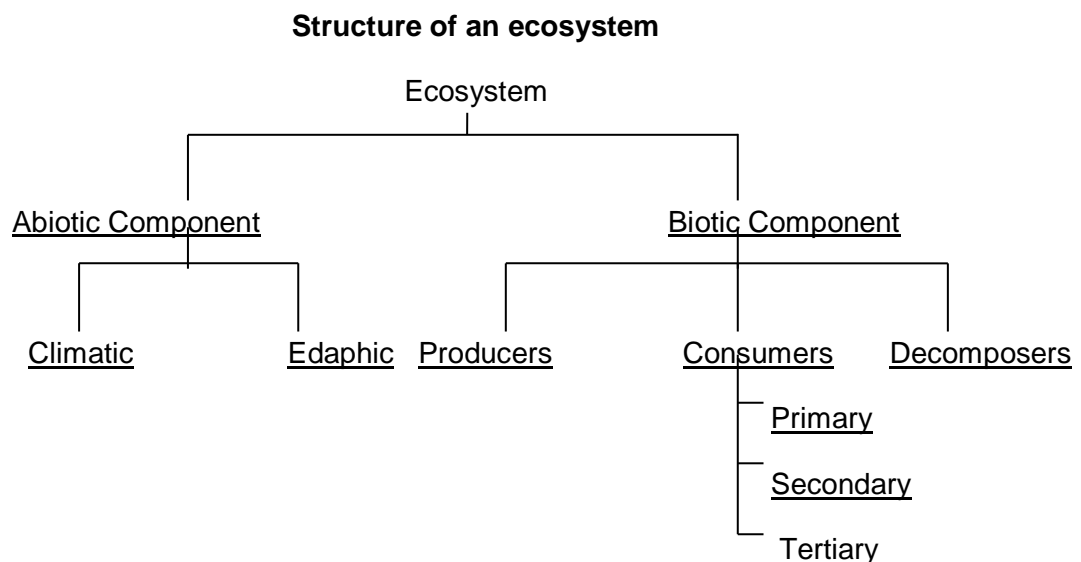 Structure of an ecosystem
Ecosystem
Abiotic Component Biotic Component
Climatic Edaphic Producers Consumers Decomposers
Primary
Secondary
Tertiary